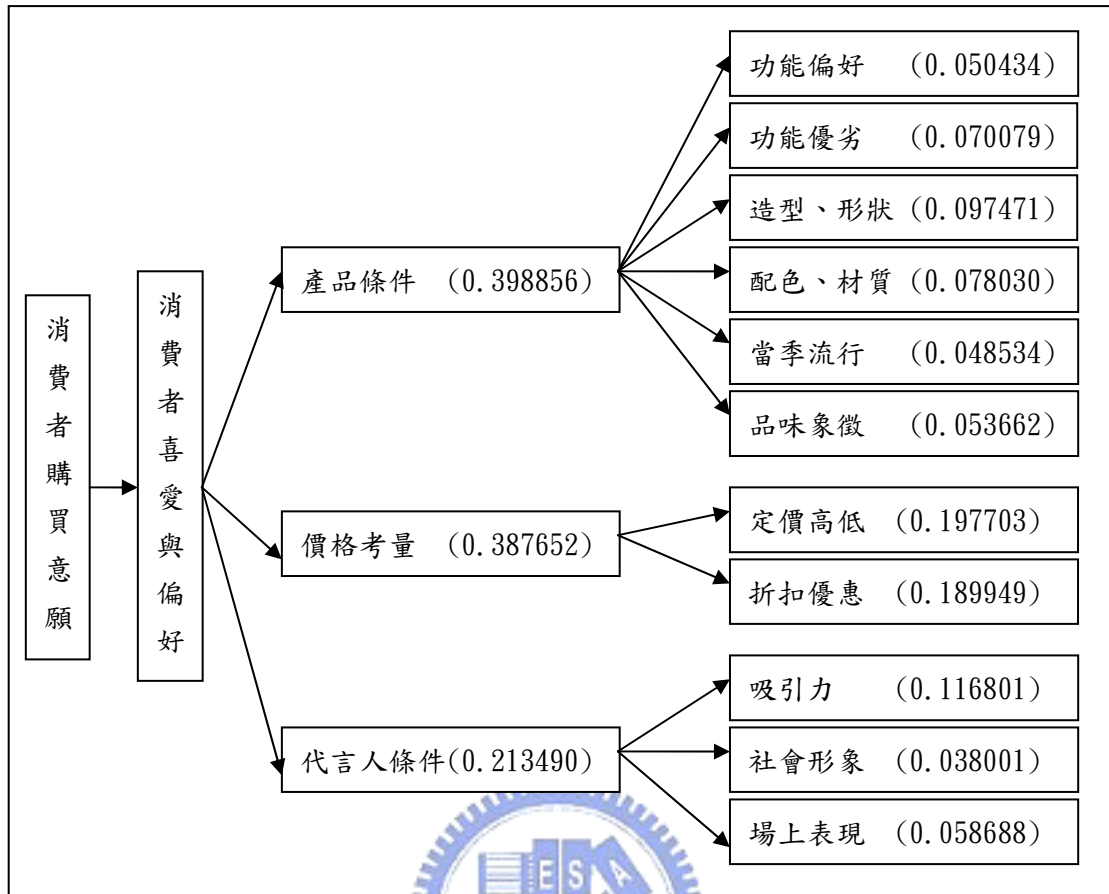 消費者購買意願
消費者喜愛與偏好
產品條件 (0.398856)
功能偏好 (0.050434)
功能優劣 (0.070079)
造型、形狀 (0.097471)
配色、材質 (0.078030)
當季流行 (0.048534)
品味象徵 (0.053662)
價格考量 (0.387652)
定價高低 (0.197703)
折扣優惠 (0.189949)
代言人條件(0.213490)
吸引力 (0.116801)
社會形象 (0.038001)
場上表現 (0.058688)
E S A